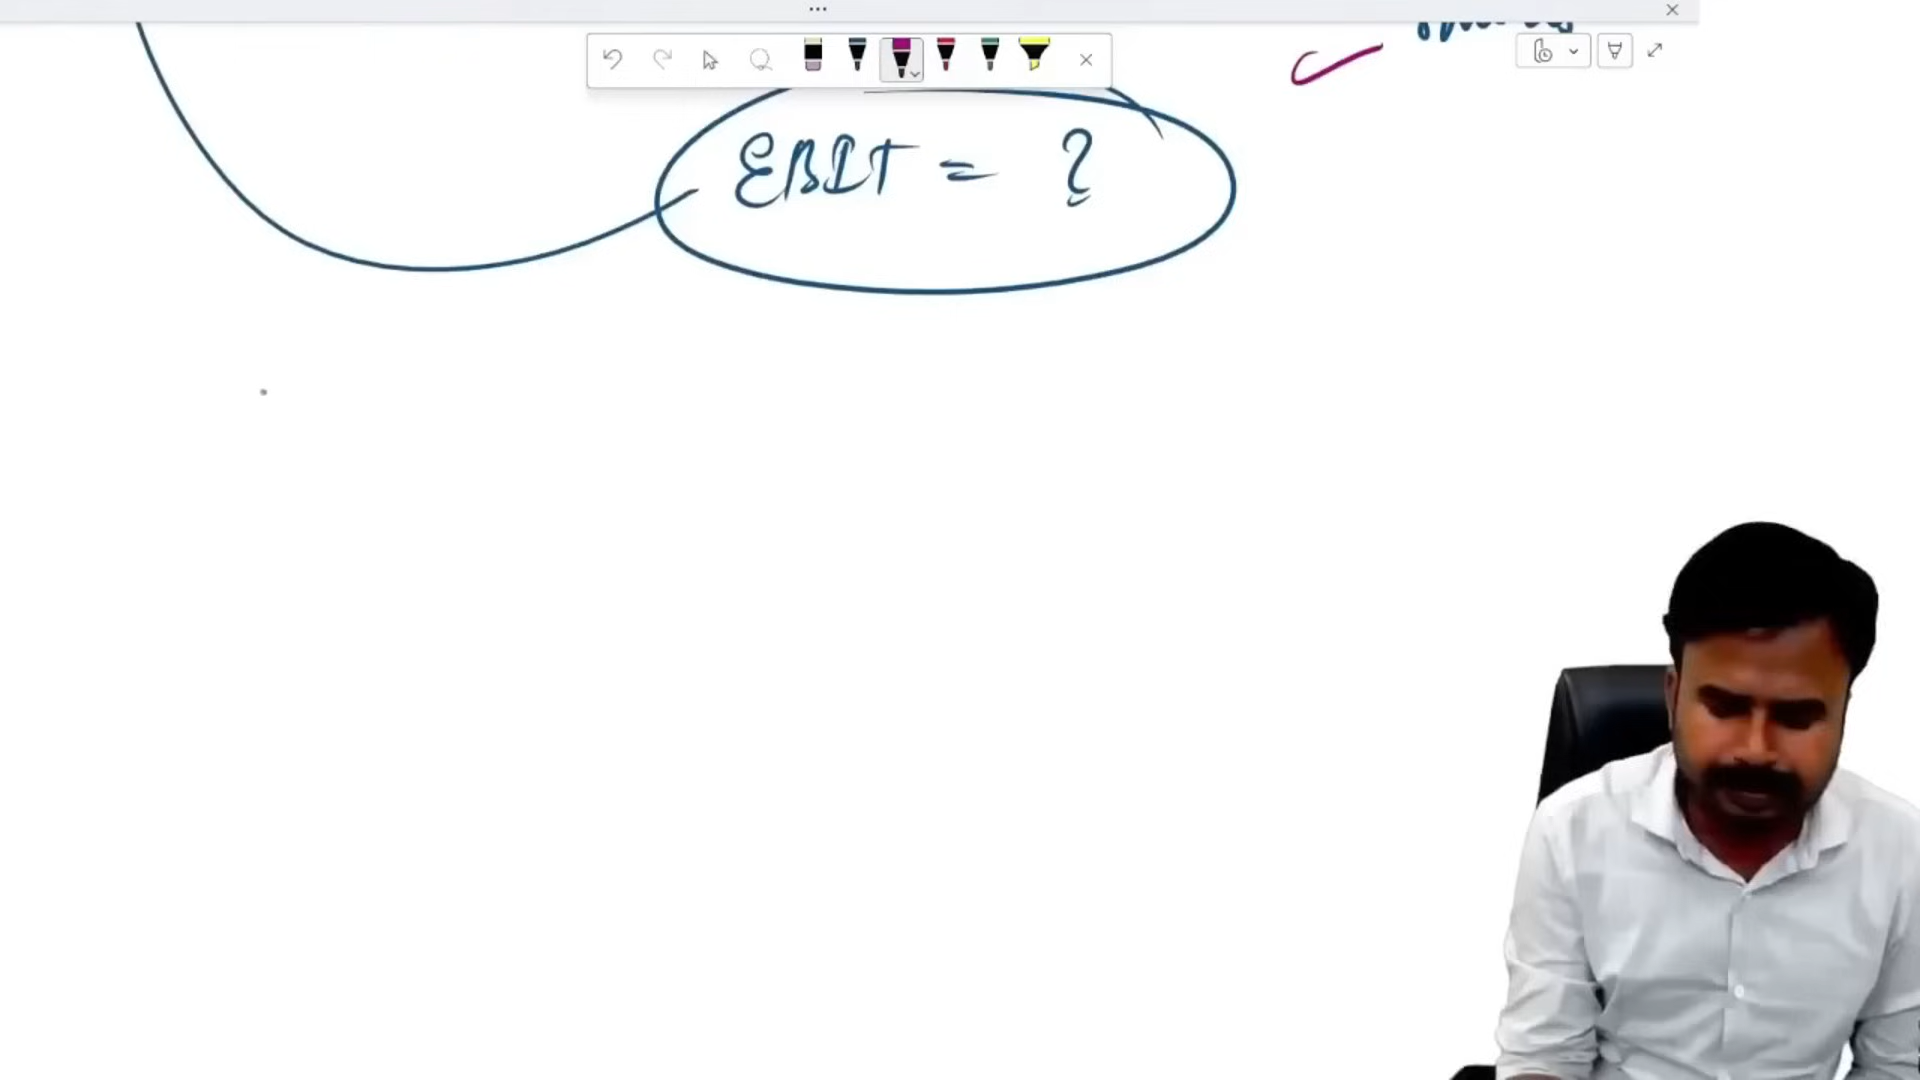 EBIT = ?